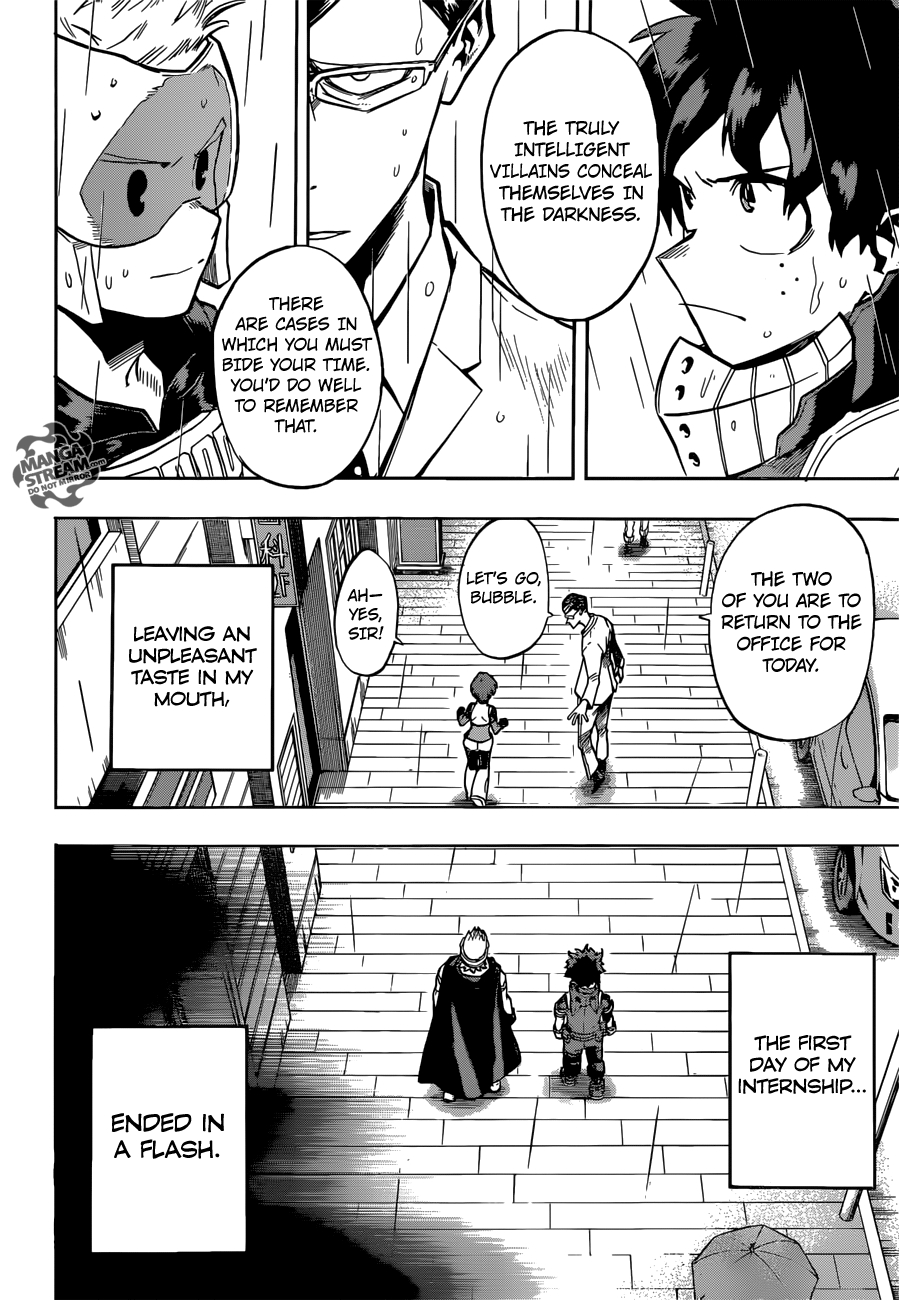 THE TRULY
INTELLIGENT
VILLAINS CONCEAL
THEMSELVES IN
THE DARKNESS.
THERE
ARE CASES IN
WHICH YOU MUST
BIDE YOUR TIME.
YOU'D DO WELL
TO REMEMBER
THAT.
MANGA
STREAM.com
DO NOT MIRROR
THE TWO
OF YOU ARE TO
RETURN TO THE
OFFICE FOR
TODAY.
LET'S GO,
BUBBLE.
AH—
YES,
SIR!
科
2F
LEAVING AN
UNPLEASANT
TASTE IN MY
MOUTH,
THE FIRST
DAY OF MY
INTERNSHIP...
ENDED IN
A FLASH.